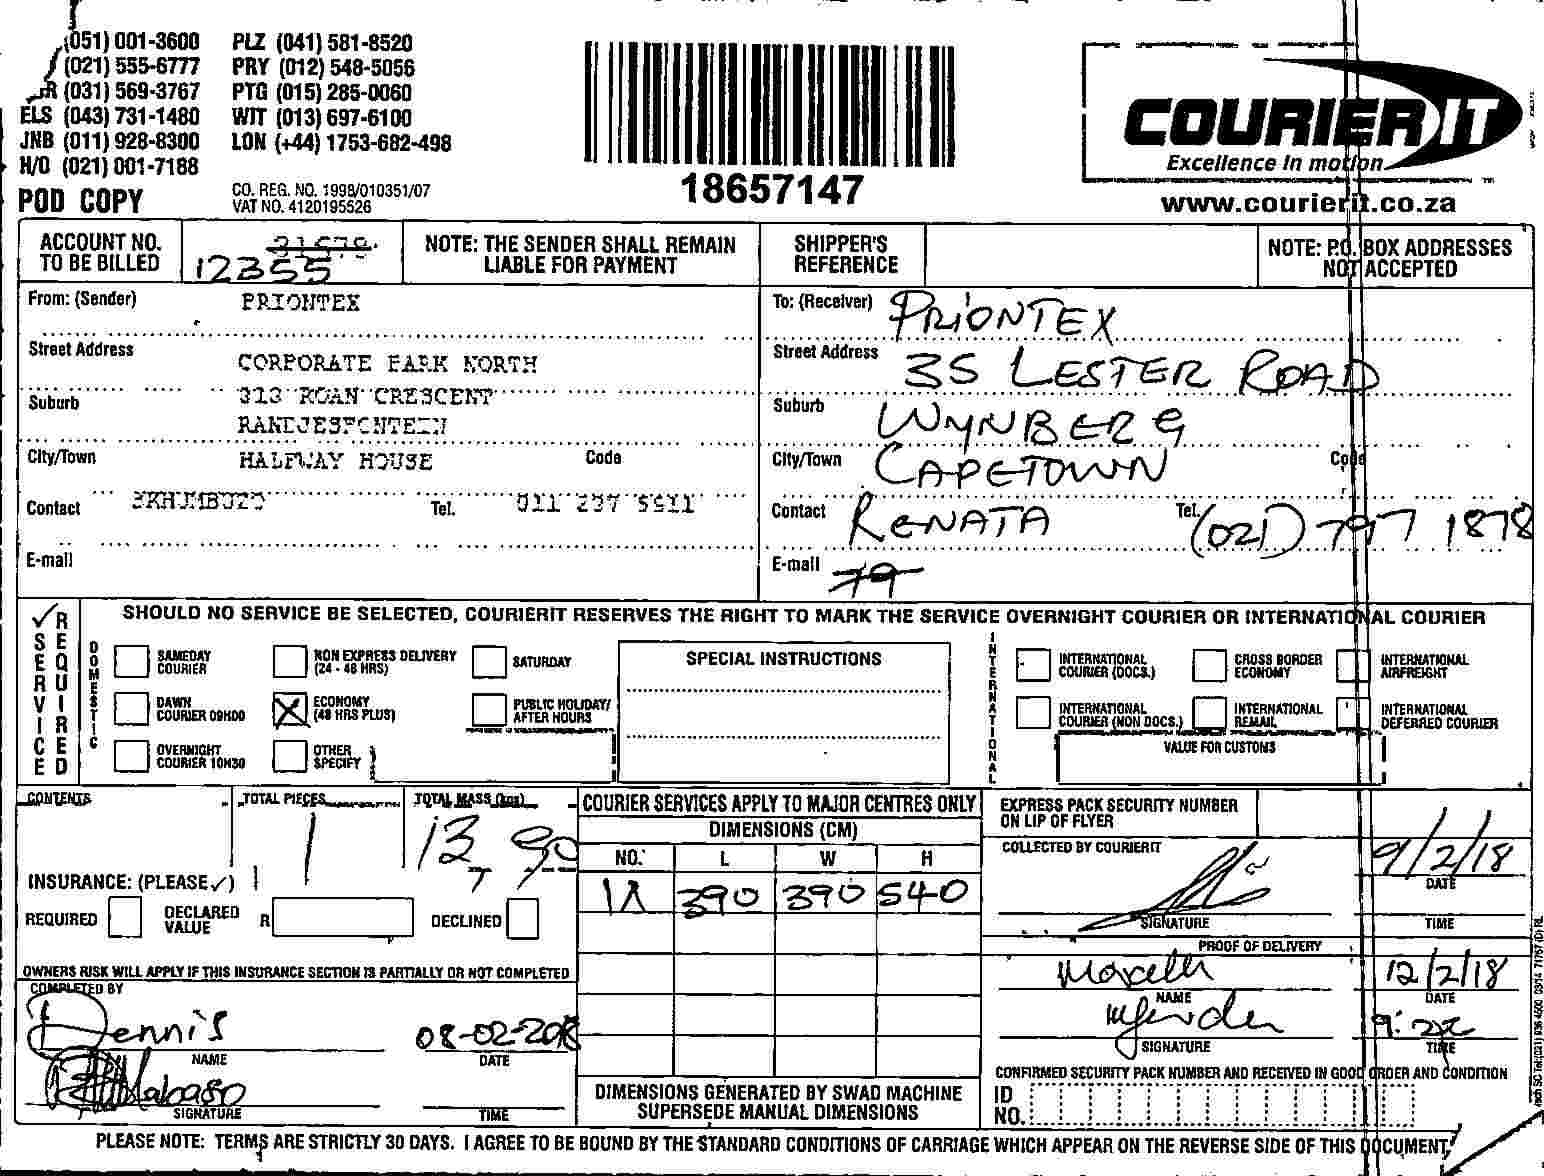 (051) 001-3600 PLZ (041) 581-8520
(021) 555-6777 PRY (012) 548-5056
(031) 569-3767 PTG (015) 285-0060
ELS (043) 731-1480 WIT (013) 697-6100
JNB (011) 928-8300 LON (+44) 1753-682-498
H/O (021) 001-7188
POD COPY
CO. REG. NO. 1998/010351/07
VAT NO. 4120195526
18657147
COURIERIT
Excellence in motion
www.courierit.co.za
ACCOUNT NO. TO BE BILLED
12355
NOTE: THE SENDER SHALL REMAIN LIABLE FOR PAYMENT
SHIPPER'S REFERENCE
NOTE: P.O. BOX ADDRESSES NOT ACCEPTED
From: (Sender) PRIONTEX
Street Address CORPORATE PARK NORTH
Suburb 313 ROAN CRESCENT
RANDJESFONTEIN
City/Town HALFWAY HOUSE Code
Contact Tel. 011 237 5511
E-mail
To: (Receiver) PRIONTEX
Street Address 35 LESTER ROAD
Suburb WYNBERG
City/Town CAPETOWN Code
Contact RENATA Tel. (021) 797 1878
E-mail 79
SERVICE REQUIRED
SHOULD NO SERVICE BE SELECTED, COURIERIT RESERVES THE RIGHT TO MARK THE SERVICE OVERNIGHT COURIER OR INTERNATIONAL COURIER
DOMESTIC
SAMEDAY COURIER
NON EXPRESS DELIVERY (24 - 48 HRS)
SATURDAY
DAWN COURIER 09H00
ECONOMY (48 HRS PLUS)
PUBLIC HOLIDAY/ AFTER HOURS
OVERNIGHT COURIER 10H30
OTHER SPECIFY
SPECIAL INSTRUCTIONS
INTERNATIONAL
INTERNATIONAL COURIER (DOCS.)
CROSS BORDER ECONOMY
INTERNATIONAL AIRFREIGHT
INTERNATIONAL COURIER (NON DOCS.)
INTERNATIONAL REMAIL
INTERNATIONAL DEFERRED COURIER
VALUE FOR CUSTOMS
CONTENTS
TOTAL PIECES 1
TOTAL MASS (kgs) 13,90
INSURANCE: (PLEASE ✓)
REQUIRED DECLARED VALUE R DECLINED
OWNERS RISK WILL APPLY IF THIS INSURANCE SECTION IS PARTIALLY OR NOT COMPLETED
COMPLETED BY
Dennis 08-02-2018
NAME DATE
SIGNATURE TIME
COURIER SERVICES APPLY TO MAJOR CENTRES ONLY
DIMENSIONS (CM)
NO. L W H
390 390 540
DIMENSIONS GENERATED BY SWAD MACHINE SUPERSEDE MANUAL DIMENSIONS
EXPRESS PACK SECURITY NUMBER ON LIP OF FLYER
COLLECTED BY COURIERIT
9/2/18
DATE
SIGNATURE TIME
PROOF OF DELIVERY
12/2/18
NAME DATE
9:22
SIGNATURE TIME
CONFIRMED SECURITY PACK NUMBER AND RECEIVED IN GOOD ORDER AND CONDITION
ID NO.
PLEASE NOTE: TERMS ARE STRICTLY 30 DAYS. I AGREE TO BE BOUND BY THE STANDARD CONDITIONS OF CARRIAGE WHICH APPEAR ON THE REVERSE SIDE OF THIS DOCUMENT